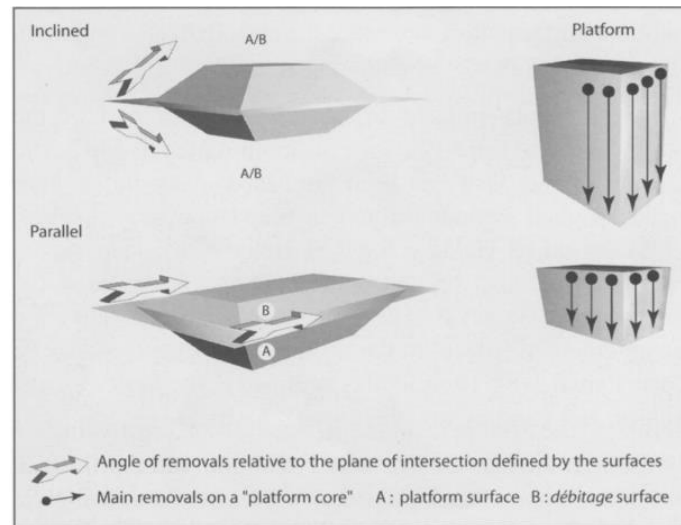 Inclined
A/B
Platform
A/B
Parallel
B
A
Angle of removals relative to the plane of intersection defined by the surfaces
Main removals on a "platform core" A : platform surface B : débitage surface